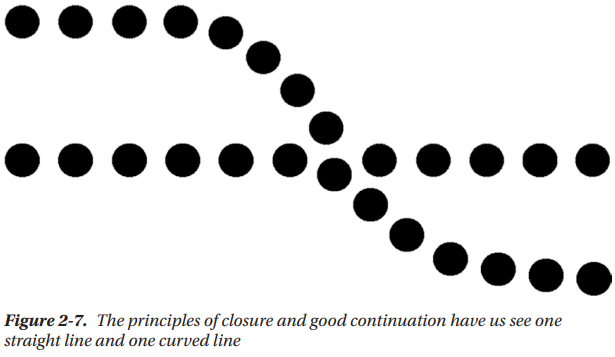 Figure 2-7. The principles of closure and good continuation have us see one
straight line and one curved line